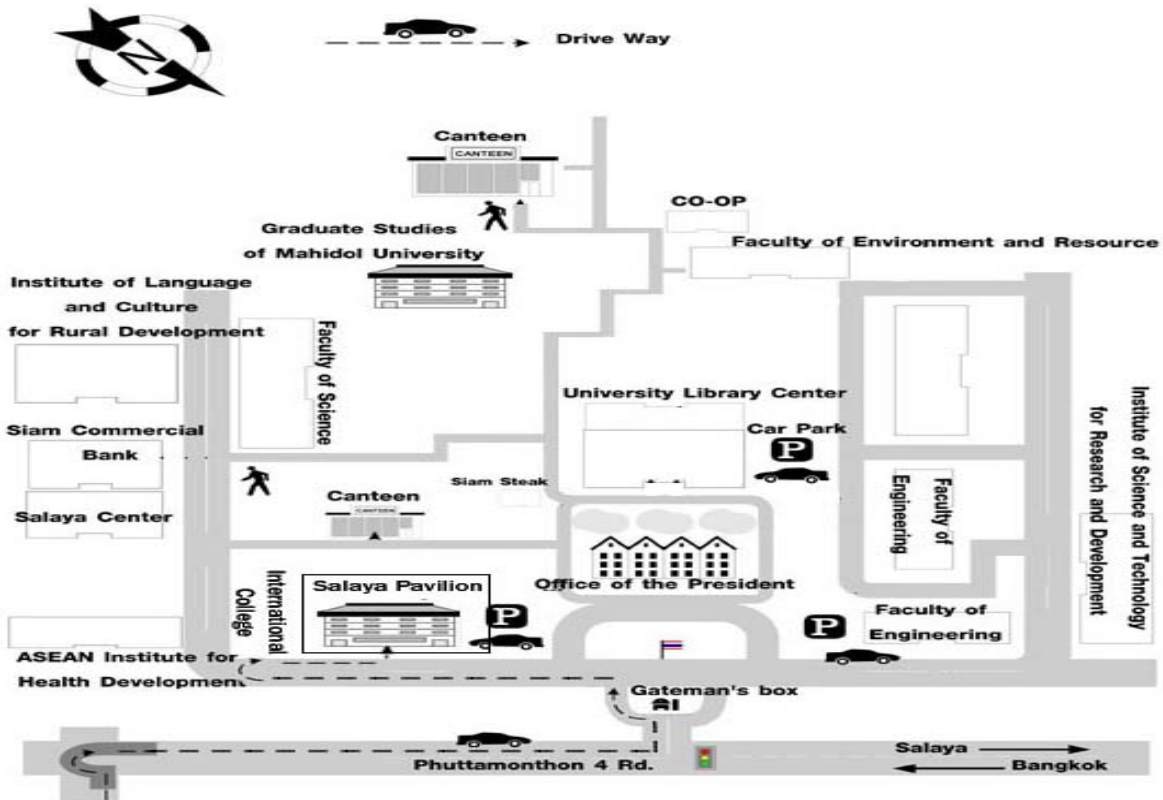 N
Drive Way
Canteen
CANTEEN
CO-OP
Graduate Studies
of Mahidol University
Faculty of Environment and Resource
Institute of Language
and Culture
for Rural Development
Faculty of Science
University Library Center
Car Park
P
Siam Commercial
Bank
Siam Steak
Canteen
CANTEEN
Salaya Center
Faculty of
Engineering
Institute of Science and Technology
for Research and Development
International
College
Salaya Pavilion
P
Office of the President
P
Faculty of
Engineering
ASEAN Institute for
Health Development
Gateman's box
Phuttamonthon 4 Rd.
Salaya
Bangkok